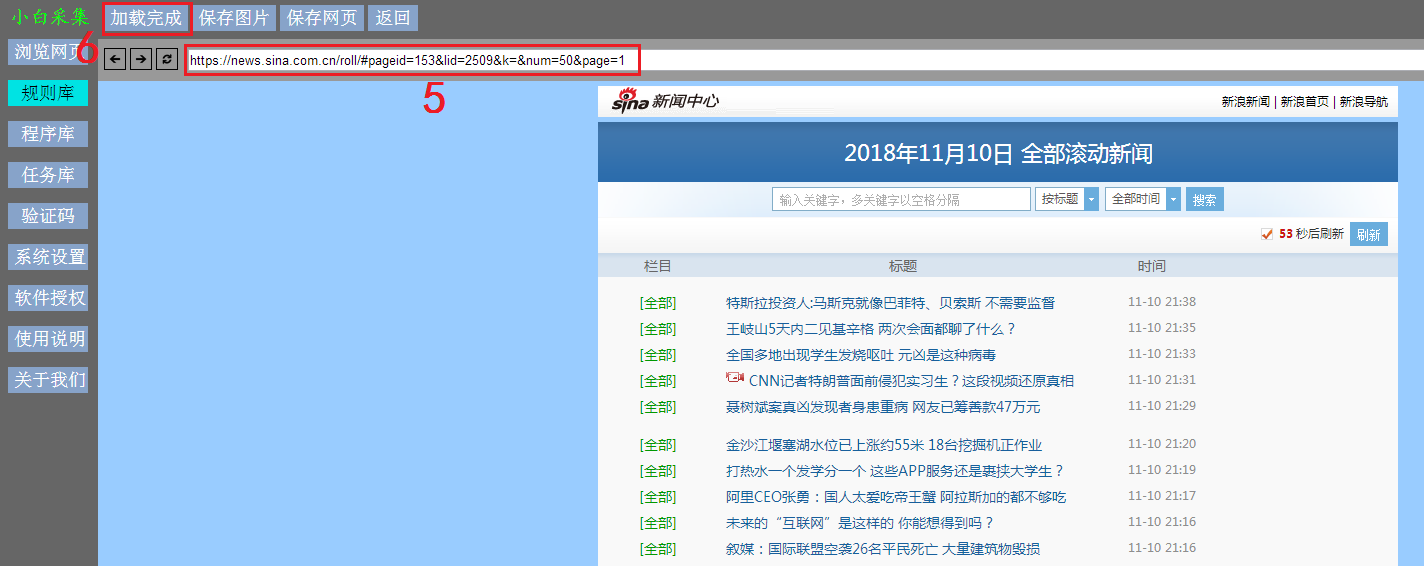 小白采集 加载完成 保存图片 保存网页 返回
6
浏览网页
https://news.sina.com.cn/roll/#pageid=153&lid=2509&k=&num=50&page=1
5
规则库
程序库
任务库
验证码
系统设置
软件授权
使用说明
关于我们
sina 新闻中心
新浪新闻 | 新浪首页 | 新浪导航
2018年11月10日 全部滚动新闻
输入关键字，多关键字以空格分隔 按标题 全部时间 搜索
53 秒后刷新 刷新
栏目 标题 时间
[全部] 特斯拉投资人:马斯克就像巴菲特、贝索斯 不需要监督 11-10 21:38
[全部] 王岐山5天内二见基辛格 两次会面都聊了什么？ 11-10 21:35
[全部] 全国多地出现学生发烧呕吐 元凶是这种病毒 11-10 21:33
[全部] CNN记者特朗普面前侵犯实习生？这段视频还原真相 11-10 21:31
[全部] 聂树斌案真凶发现者身患重病 网友已筹善款47万元 11-10 21:29
[全部] 金沙江堰塞湖水位已上涨约55米 18台挖掘机正作业 11-10 21:20
[全部] 打热水一个发学分一个 这些APP服务还是裹挟大学生？ 11-10 21:19
[全部] 阿里CEO张勇：国人太爱吃帝王蟹 阿拉斯加的都不够吃 11-10 21:17
[全部] 未来的“互联网”是这样的 你能想得到吗？ 11-10 21:16
[全部] 叙媒：国际联盟空袭26名平民死亡 大量建筑物毁损 11-10 21:16